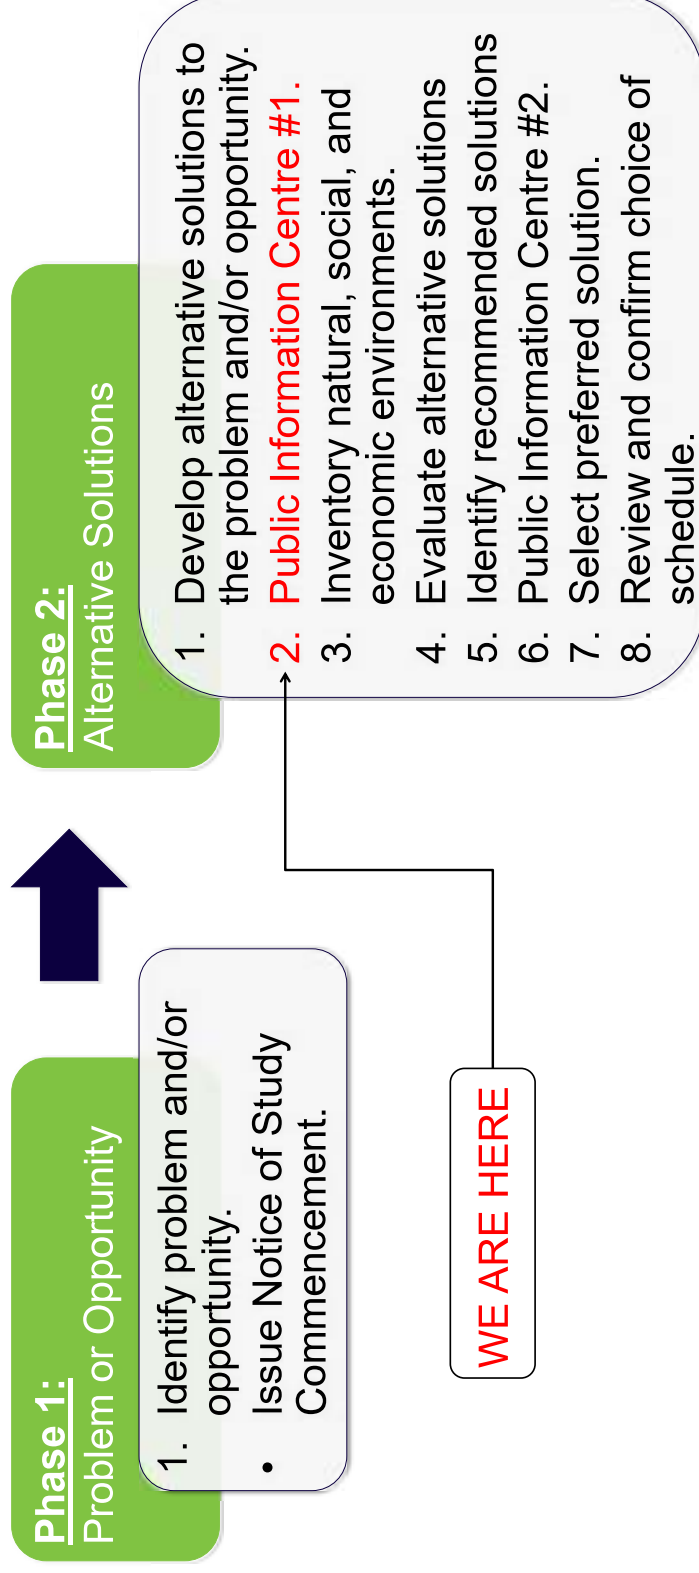 Phase 1:
Problem or Opportunity
1. Identify problem and/or
opportunity.
• Issue Notice of Study
Commencement.
Phase 2:
Alternative Solutions
1. Develop alternative solutions to
the problem and/or opportunity.
2. Public Information Centre #1.
3. Inventory natural, social, and
economic environments.
4. Evaluate alternative solutions
5. Identify recommended solutions
6. Public Information Centre #2.
7. Select preferred solution.
8. Review and confirm choice of
schedule.
WE ARE HERE